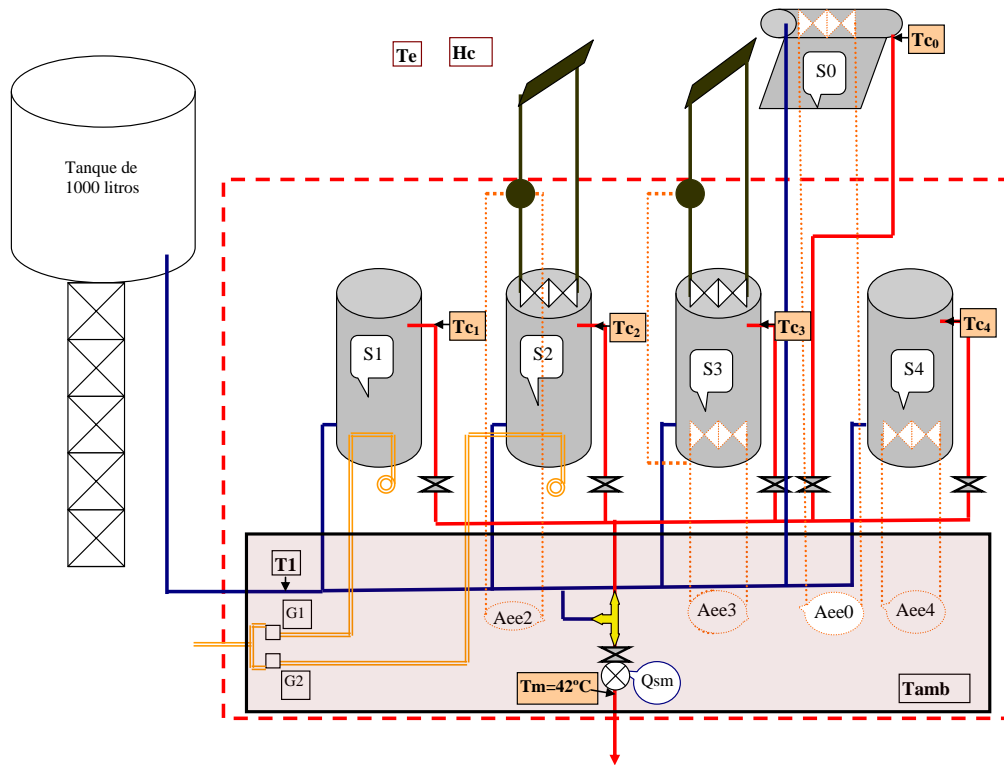 Te
Hc
Tc0
S0
Tanque de
1000 litros
Tc1
Tc2
Tc3
Tc4
S1
S2
S3
S4
T1
G1
G2
Aee2
Aee3
Aee0
Aee4
Tm=42ºC
Qsm
Tamb